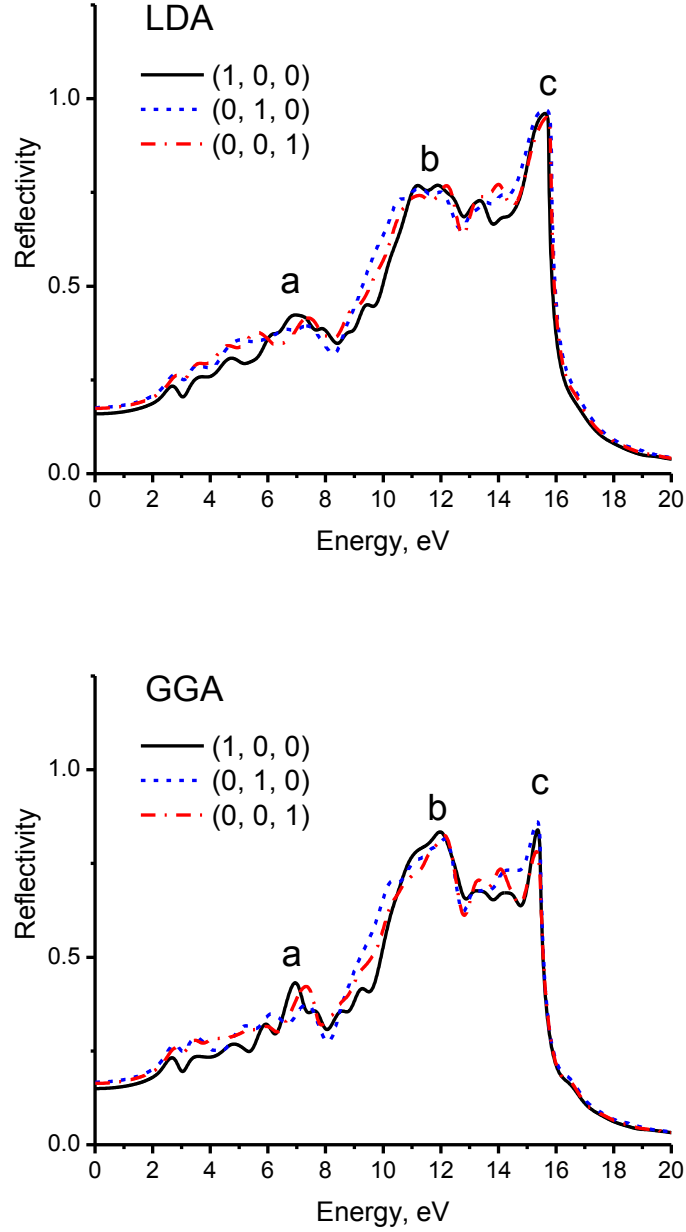 LDA
(1, 0, 0)
(0, 1, 0)
(0, 0, 1)
a
b
c
1.0
0.5
0.0
Reflectivity
0 2 4 6 8 10 12 14 16 18 20
Energy, eV
GGA
(1, 0, 0)
(0, 1, 0)
(0, 0, 1)
a
b
c
1.0
0.5
0.0
Reflectivity
0 2 4 6 8 10 12 14 16 18 20
Energy, eV